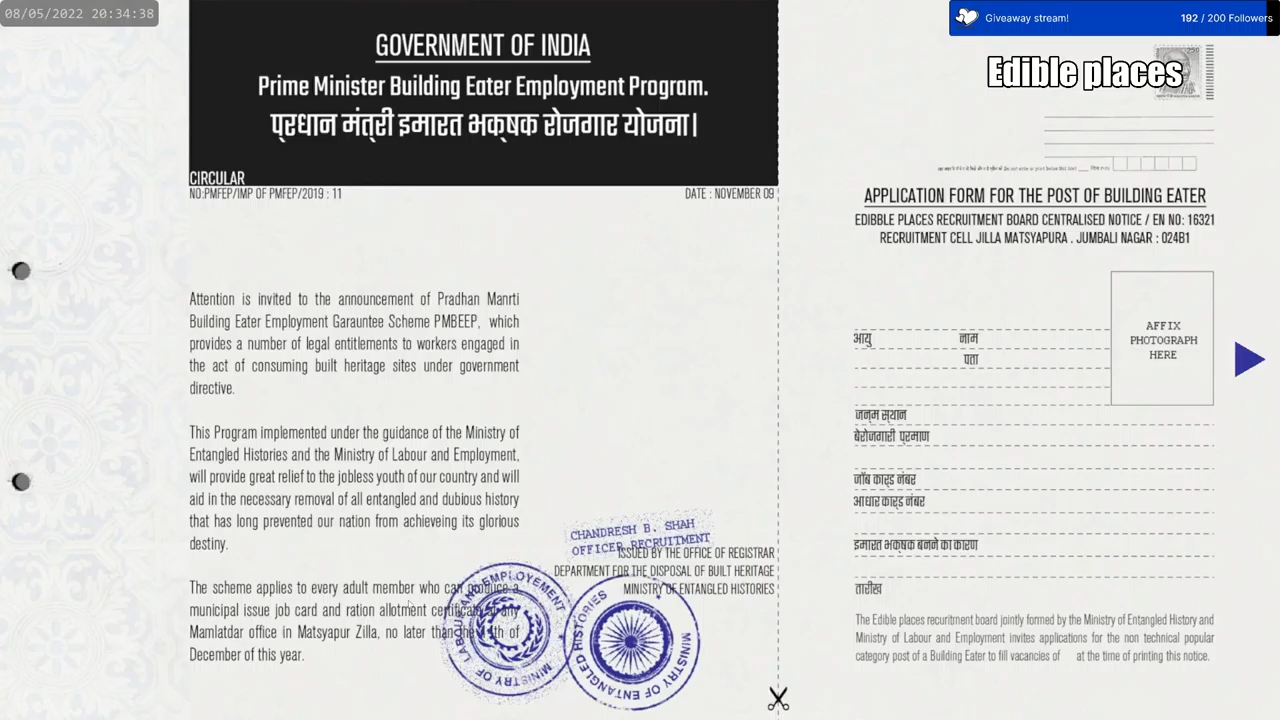 08/05/2022 20:34:38
Giveaway stream!
192 / 200 Followers
Edible places
GOVERNMENT OF INDIA
Prime Minister Building Eater Employment Program.
प्रधान मंत्री इमारत भक्षक रोजगार योजना।
CIRCULAR
NO:PMFEP/IMP OF PMFEP/2019 : 11
DATE : NOVEMBER 09
Attention is invited to the announcement of Pradhan Manrti
Building Eater Employment Garauntee Scheme PMBEEP, which
provides a number of legal entitlements to workers engaged in
the act of consuming built heritage sites under government
directive.
This Program implemented under the guidance of the Ministry of
Entangled Histories and the Ministry of Labour and Employment,
will provide great relief to the jobless youth of our country and will
aid in the necessary removal of all entangled and dubious history
that has long prevented our nation from achieveing its glorious
destiny.
The scheme applies to every adult member who can produce a
municipal issue job card and ration allotment certificate at any
Mamlatdar office in Matsyapur Zilla, no later than the of
December of this year.
CHANDRESH B. SHAH
OFFICER RECRUITMENT
ISSUED BY THE OFFICE OF REGISTRAR
DEPARTMENT FOR THE DISPOSAL OF BUILT HERITAGE
MINISTRY OF ENTANGLED HISTORIES
MINISTRY OF LABOUR EMPLOYEMENT
MINISTRY OF ENTANGLED HISTORIES
APPLICATION FORM FOR THE POST OF BUILDING EATER
EDIBBLE PLACES RECRUITMENT BOARD CENTRALISED NOTICE / EN NO: 16321
RECRUITMENT CELL JILLA MATSYAPURA . JUMBALI NAGAR : 024B1
AFFIX
PHOTOGRAPH
HERE
आयु नाम
पता
जन्म स्थान
बेरोजगारी प्रमाण
जॉब कार्ड नंबर
आधार कार्ड नंबर
इमारत भक्षक बनने का कारण
तारीख
The Edible places recuritment board jointly formed by the Ministry of Entangled History and
Ministry of Labour and Employment invites applications for the non technical popular
category post of a Building Eater to fill vacancies of at the time of printing this notice.